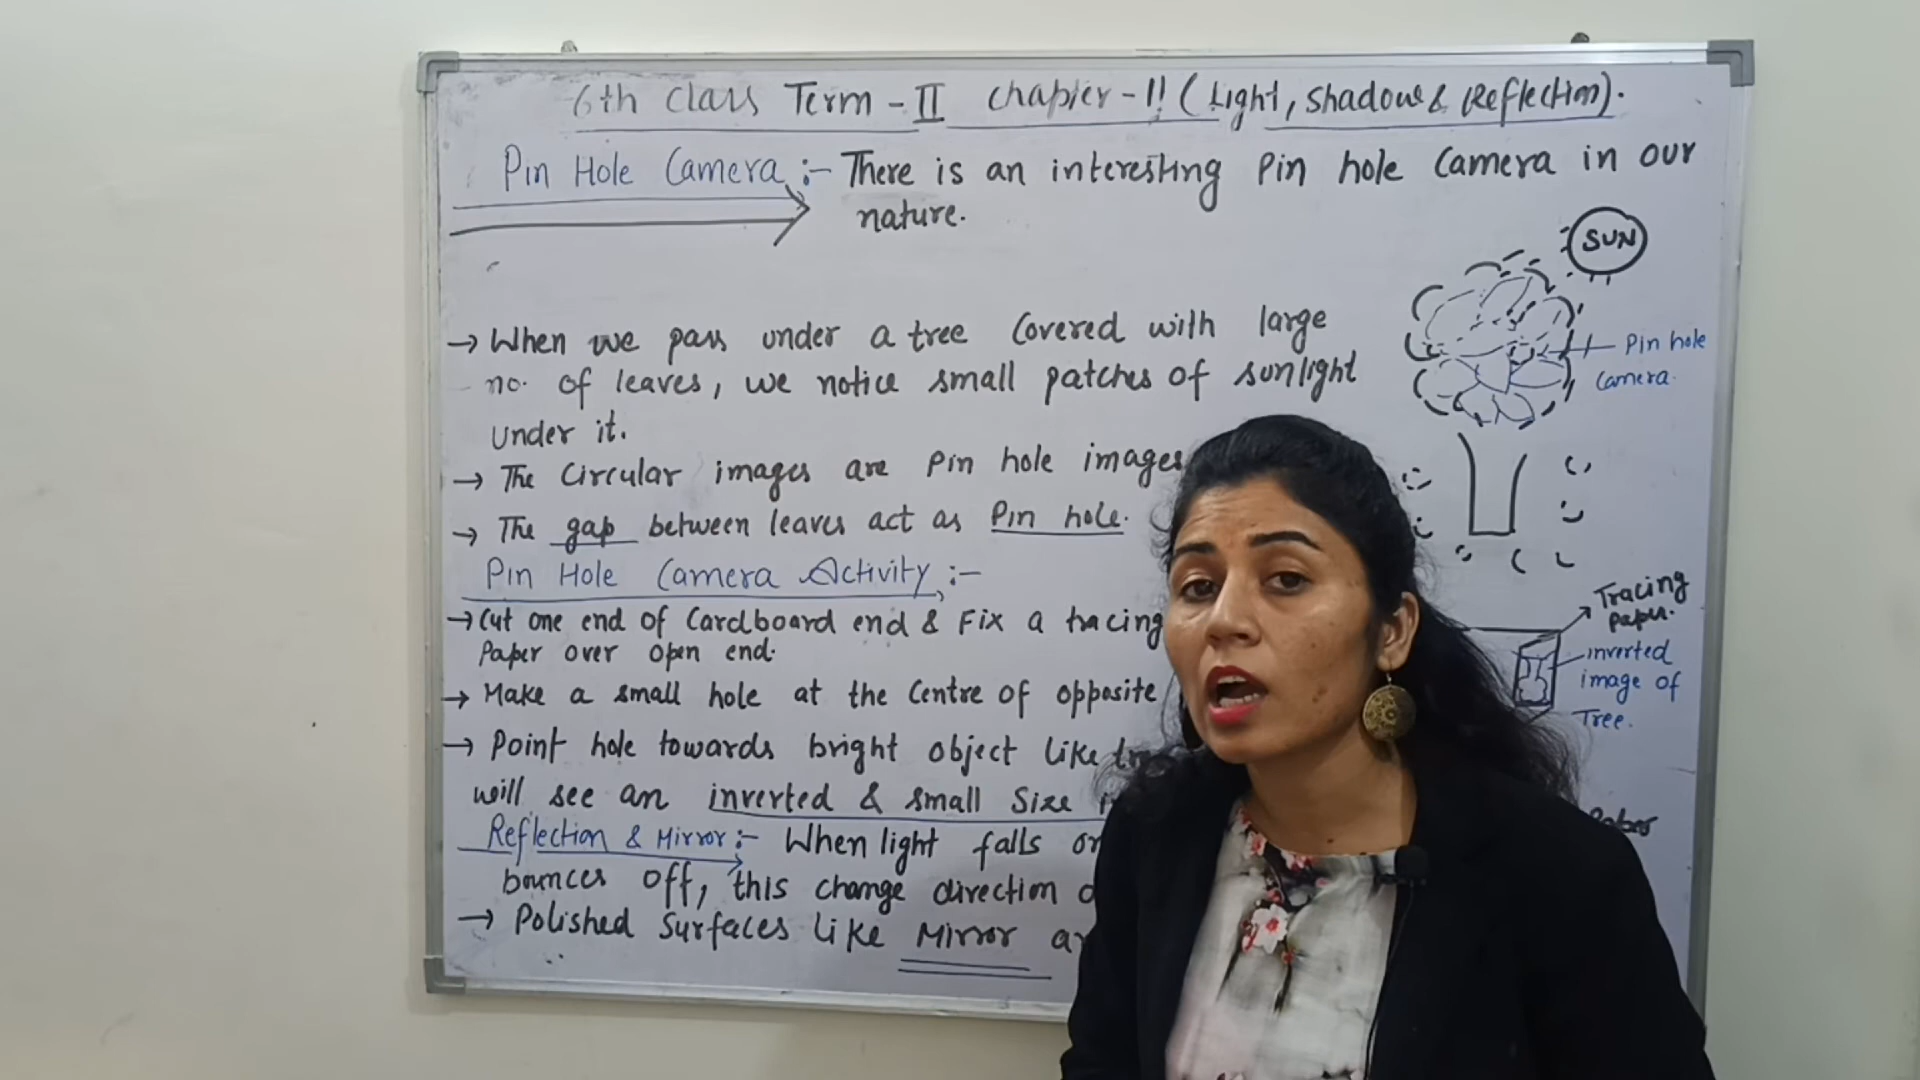 6th Class Term - II Chapter - 11 (Light, Shadow & Reflection).
Pin Hole Camera :- There is an interesting Pin hole Camera in our
nature.
SUN
→ When we pass under a tree Covered with large
no. of leaves, we notice small patches of sunlight
under it.
Pin hole
Camera.
→ The Circular images are Pin hole images
→ The gap between leaves act as Pin hole.
Pin Hole Camera Activity :-
→ Cut one end of Cardboard end & Fix a tracing
Paper over open end.
→ Make a small hole at the Centre of opposite
→ Point hole towards bright object like
will see an inverted & small Size
Tracing
Paper.
inverted
image of
Tree.
Reflection & Mirror :- When light falls on
bounces off, this change direction
→ Polished Surfaces like Mirror